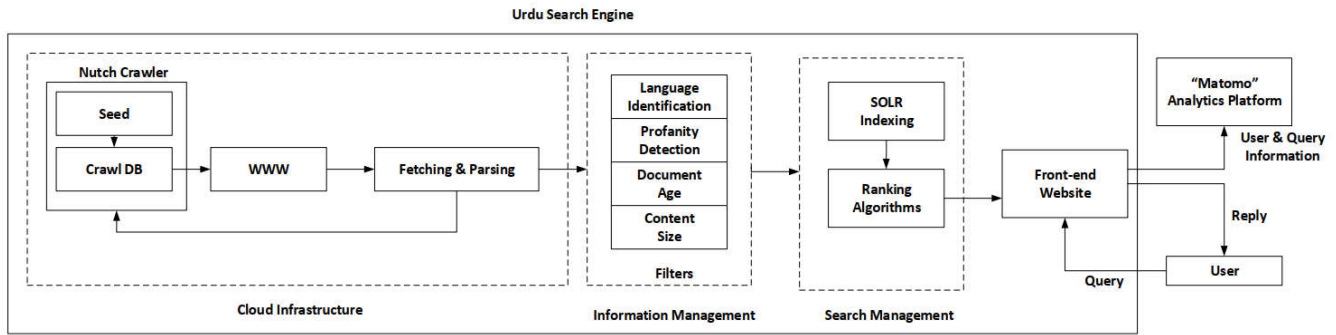 Urdu Search Engine
Nutch Crawler
Seed
Crawl DB
WWW
Fetching & Parsing
Cloud Infrastructure
Language
Identification
Profanity
Detection
Document
Age
Content
Size
Filters
Information Management
SOLR
Indexing
Ranking
Algorithms
Search Management
Front-end
Website
“Matomo”
Analytics Platform
User & Query
Information
Reply
User
Query